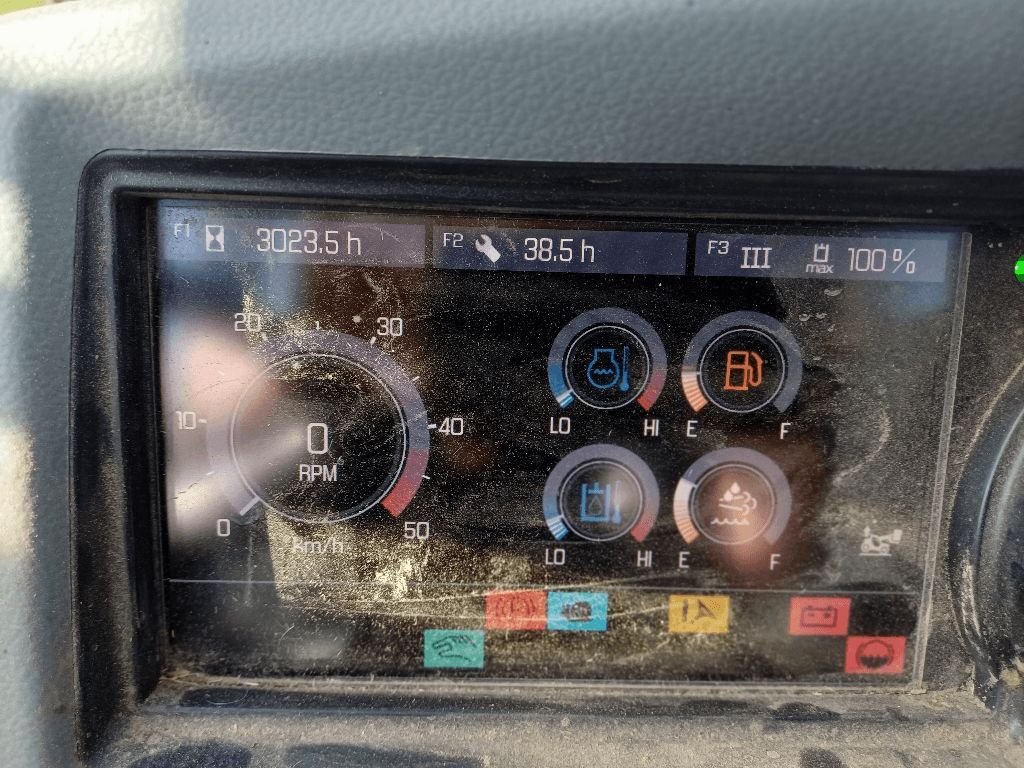 F1 3023.5 h
F2 38.5 h
F3 III max 100 %
20
30
10
40
0
RPM
LO HI E F
0
50
km/h
LO HI E F